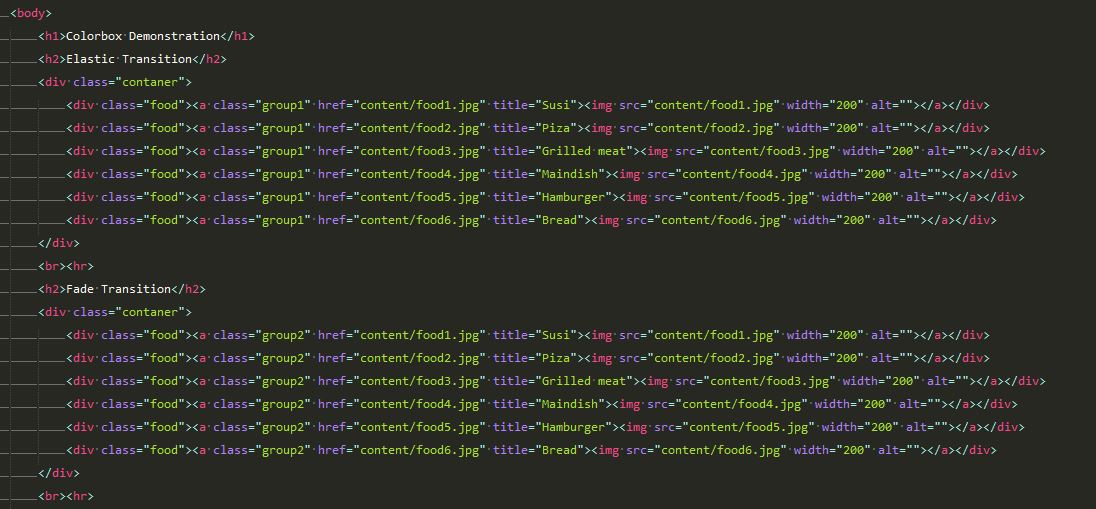 <body>
<h1>Colorbox Demonstration</h1>
<h2>Elastic Transition</h2>
<div class="contaner">
<div class="food"><a class="group1" href="content/food1.jpg" title="Susi"><img src="content/food1.jpg" width="200" alt=""></a></div>
<div class="food"><a class="group1" href="content/food2.jpg" title="Piza"><img src="content/food2.jpg" width="200" alt=""></a></div>
<div class="food"><a class="group1" href="content/food3.jpg" title="Grilled meat"><img src="content/food3.jpg" width="200" alt=""></a></div>
<div class="food"><a class="group1" href="content/food4.jpg" title="Maindish"><img src="content/food4.jpg" width="200" alt=""></a></div>
<div class="food"><a class="group1" href="content/food5.jpg" title="Hamburger"><img src="content/food5.jpg" width="200" alt=""></a></div>
<div class="food"><a class="group1" href="content/food6.jpg" title="Bread"><img src="content/food6.jpg" width="200" alt=""></a></div>
</div>
<br><hr>
<h2>Fade Transition</h2>
<div class="contaner">
<div class="food"><a class="group2" href="content/food1.jpg" title="Susi"><img src="content/food1.jpg" width="200" alt=""></a></div>
<div class="food"><a class="group2" href="content/food2.jpg" title="Piza"><img src="content/food2.jpg" width="200" alt=""></a></div>
<div class="food"><a class="group2" href="content/food3.jpg" title="Grilled meat"><img src="content/food3.jpg" width="200" alt=""></a></div>
<div class="food"><a class="group2" href="content/food4.jpg" title="Maindish"><img src="content/food4.jpg" width="200" alt=""></a></div>
<div class="food"><a class="group2" href="content/food5.jpg" title="Hamburger"><img src="content/food5.jpg" width="200" alt=""></a></div>
<div class="food"><a class="group2" href="content/food6.jpg" title="Bread"><img src="content/food6.jpg" width="200" alt=""></a></div>
</div>
<br><hr>